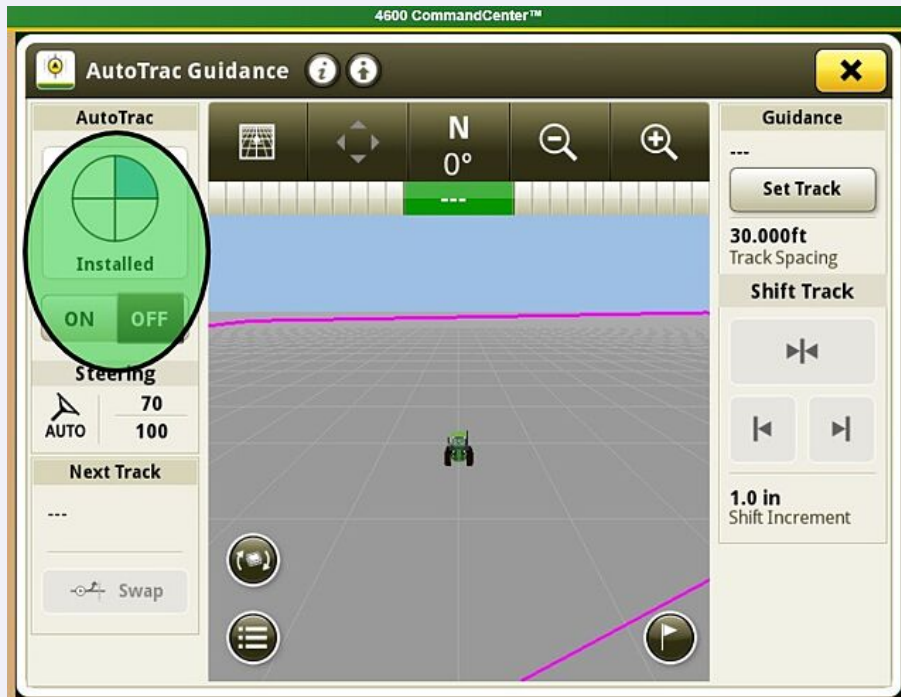 4600 CommandCenter™
AutoTrac Guidance
AutoTrac
Installed
ON OFF
Steering
AUTO
70
100
Next Track
---
Swap
N
0°
---
Guidance
---
Set Track
30.000ft
Track Spacing
Shift Track
1.0 in
Shift Increment